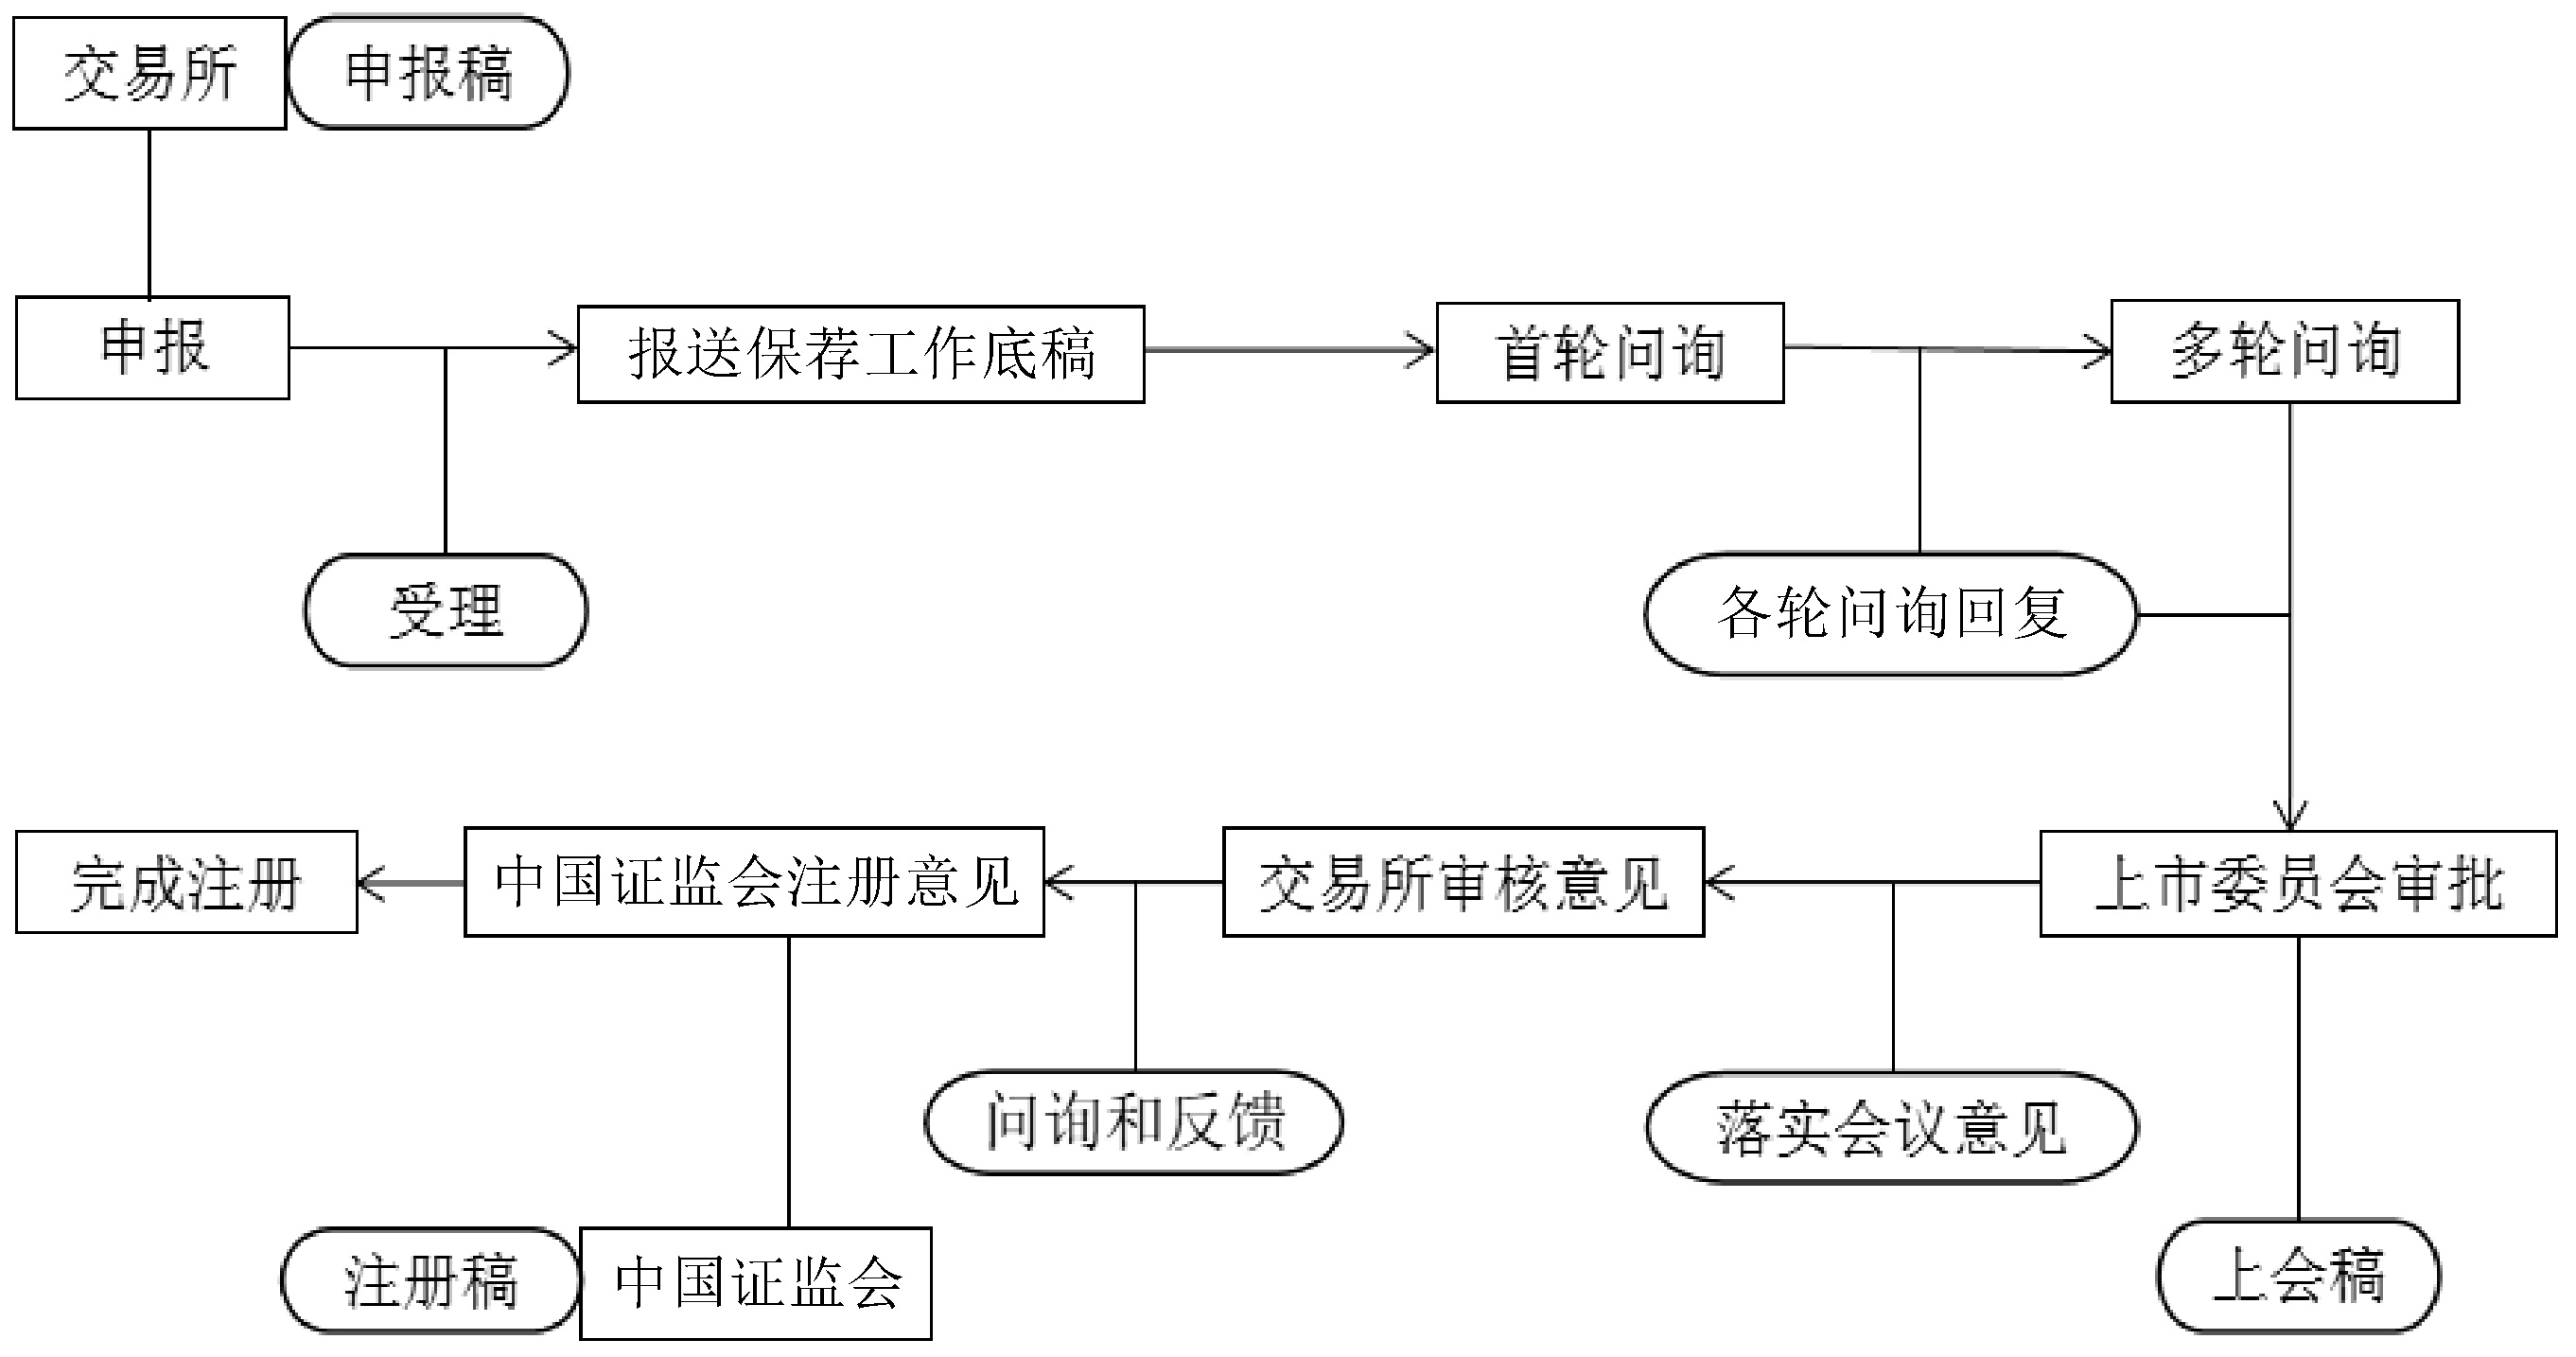 交易所
申报稿
申报
报送保荐工作底稿
首轮问询
多轮问询
受理
各轮问询回复
完成注册
中国证监会注册意见
交易所审核意见
上市委员会审批
问询和反馈
落实会议意见
注册稿
中国证监会
上会稿